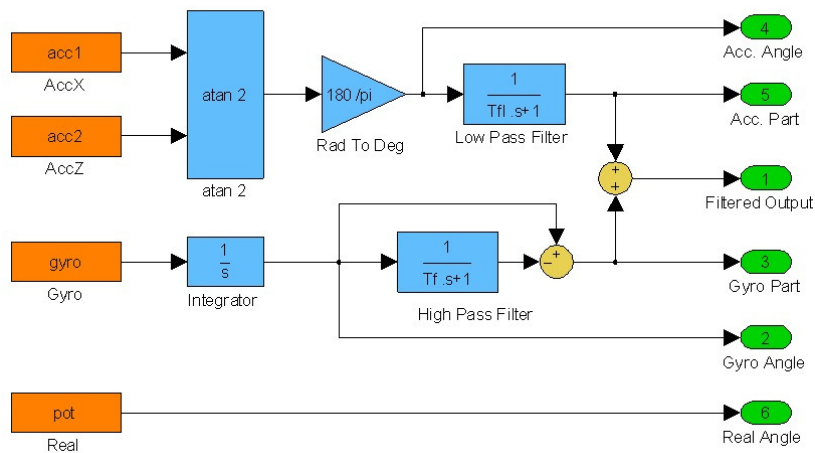 acc1
AccX
acc2
AccZ
atan 2
atan 2
180 /pi
Rad To Deg
1
Tfl .s+1
Low Pass Filter
4
Acc. Angle
5
Acc. Part
+
+
1
Filtered Output
gyro
Gyro
1
s
Integrator
1
Tf .s+1
High Pass Filter
− +
3
Gyro Part
2
Gyro Angle
pot
Real
6
Real Angle